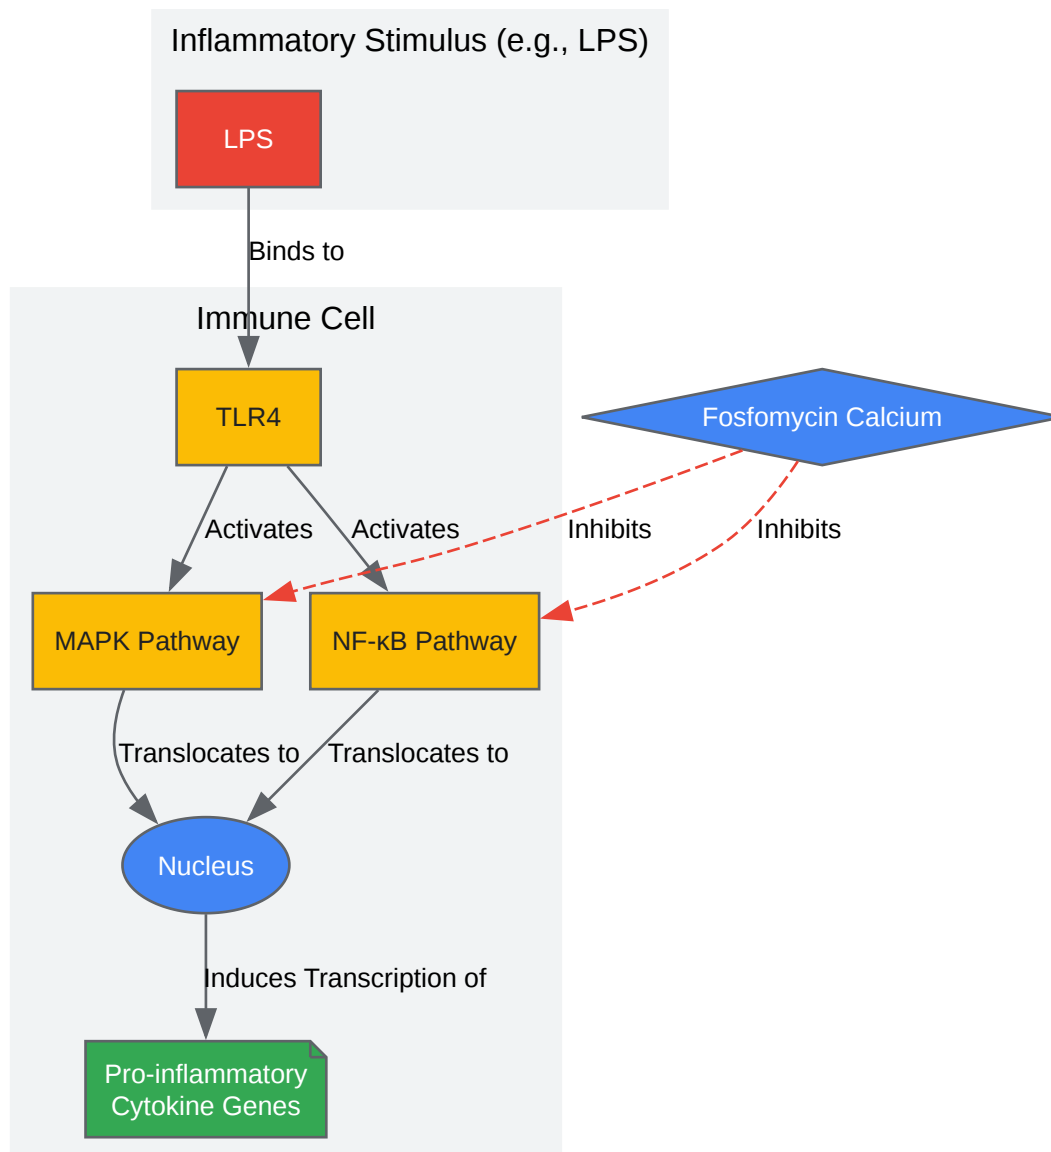 Inflammatory Stimulus (e.g., LPS)
LPS
Binds to
Immune Cell
TLR4
Fosfomycin Calcium
Activates
Activates
Inhibits
Inhibits
MAPK Pathway
NF-κB Pathway
Translocates to
Translocates to
Nucleus
Induces Transcription of
Pro-inflammatory
Cytokine Genes